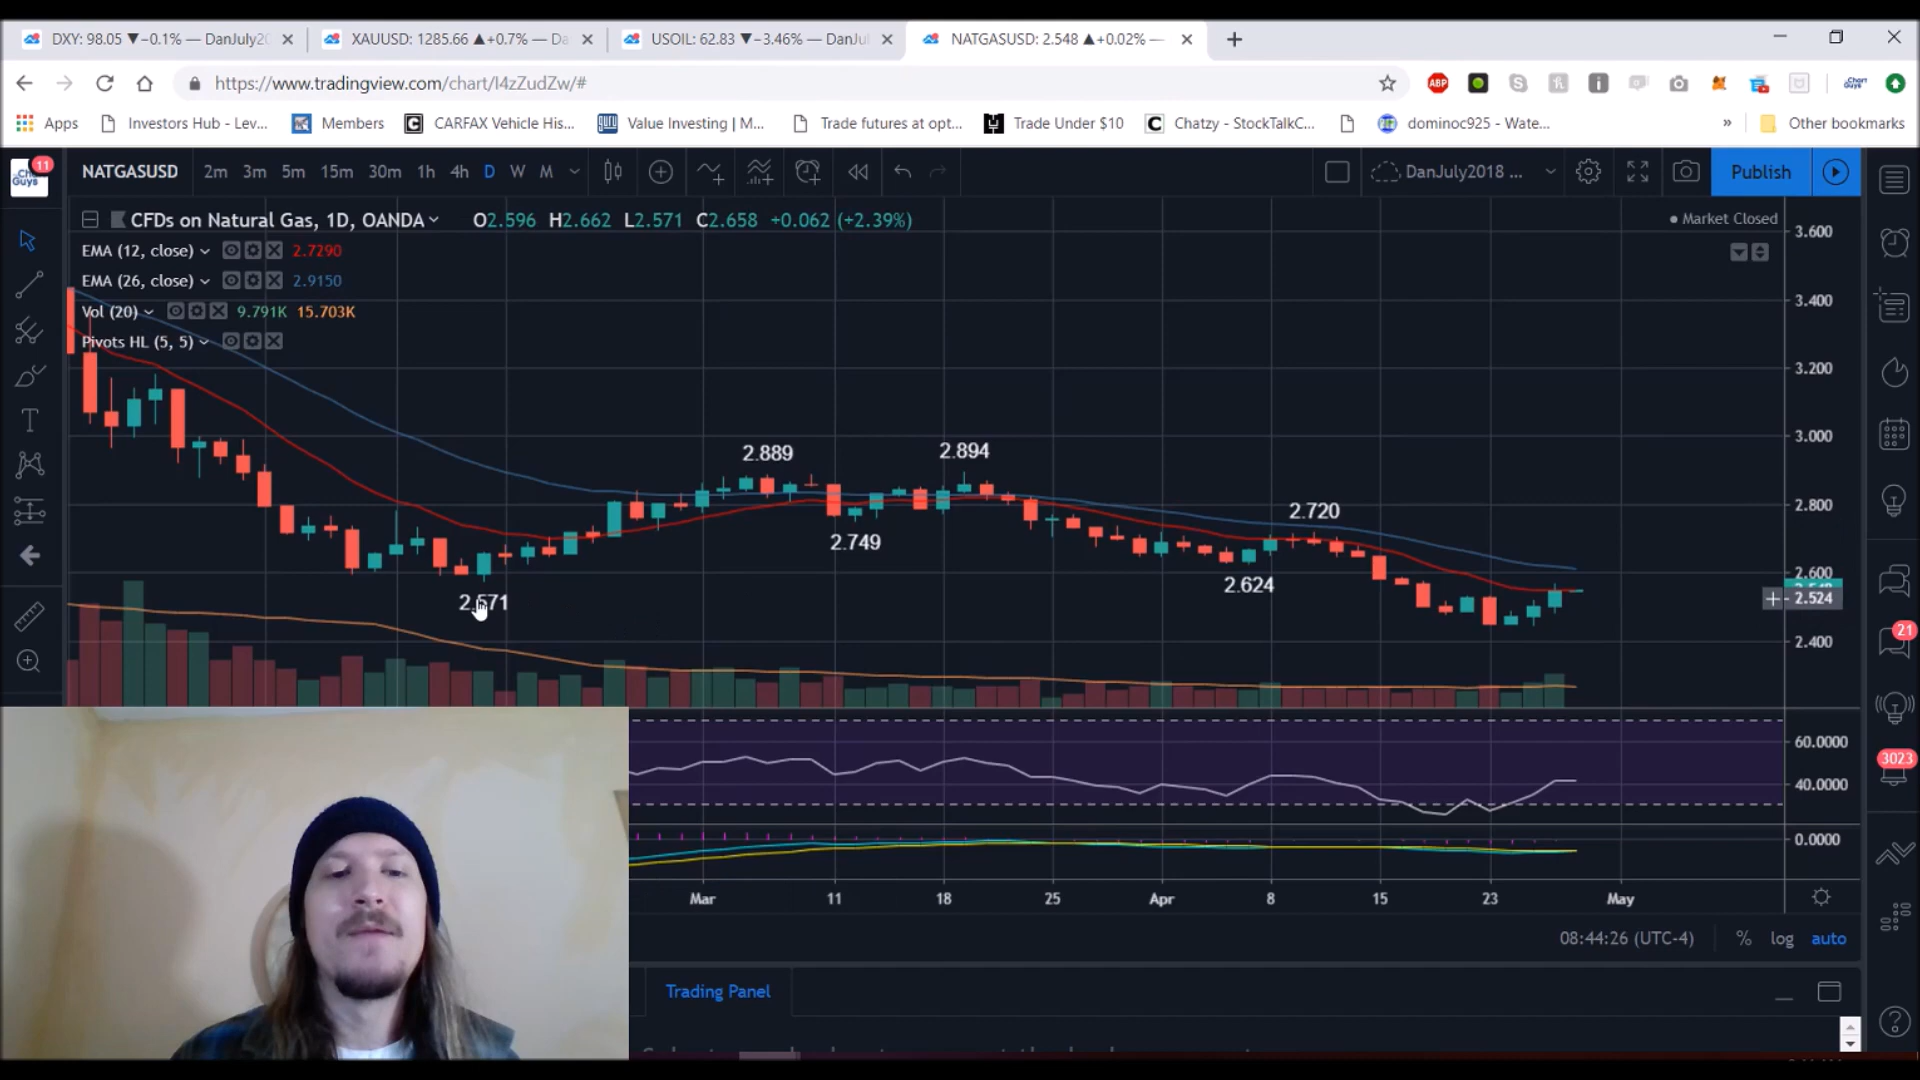 DXY: 98.05 ▼−0.1% — DanJuly20
XAUUSD: 1285.66 ▲+0.7% — Da
USOIL: 62.83 ▼−3.46% — DanJul
NATGASUSD: 2.548 ▲+0.02% —
https://www.tradingview.com/chart/I4zZudZw/#
ABP
Apps
Investors Hub - Lev...
Members
CARFAX Vehicle His...
Value Investing | M...
Trade futures at opt...
Trade Under $10
Chatzy - StockTalkC...
dominoc925 - Wate...
»
Other bookmarks
11
Guys
NATGASUSD
2m 3m 5m 15m 30m 1h 4h D W M
DanJuly2018 ...
Publish
CFDs on Natural Gas, 1D, OANDA
O2.596 H2.662 L2.571 C2.658 +0.062 (+2.39%)
Market Closed
EMA (12, close) 2.7290
EMA (26, close) 2.9150
Vol (20) 9.791K 15.703K
Pivots HL (5, 5)
3.600
3.400
3.200
3.000
2.800
2.600
2.524
2.400
2.889
2.894
2.749
2.720
2.624
2.571
21
3023
60.0000
40.0000
0.0000
Mar 11 18 25 Apr 8 15 23 May
08:44:26 (UTC-4) % log auto
Trading Panel